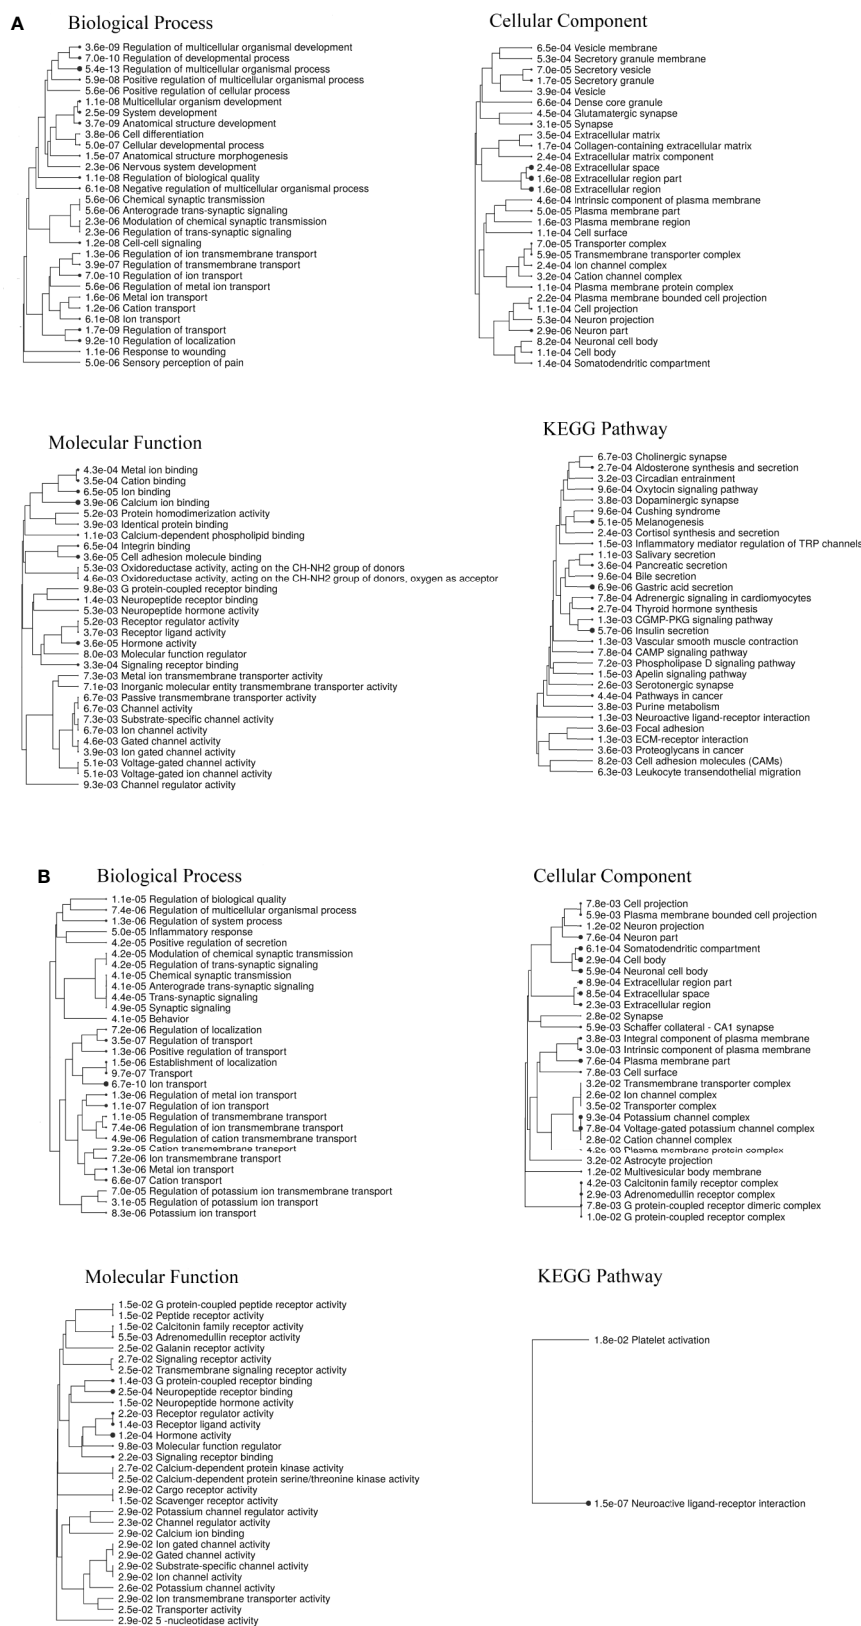 A
Biological Process
3.6e-09 Regulation of multicellular organismal development
7.0e-10 Regulation of developmental process
5.4e-13 Regulation of multicellular organismal process
5.9e-08 Positive regulation of multicellular organismal process
5.6e-06 Positive regulation of cellular process
1.1e-08 Multicellular organism development
2.5e-09 System development
3.7e-09 Anatomical structure development
3.8e-06 Cell differentiation
5.0e-07 Cellular developmental process
1.5e-07 Anatomical structure morphogenesis
2.3e-06 Nervous system development
1.1e-08 Regulation of biological quality
6.1e-08 Negative regulation of multicellular organismal process
5.6e-06 Chemical synaptic transmission
5.6e-06 Anterograde trans-synaptic signaling
2.3e-06 Modulation of chemical synaptic transmission
2.3e-06 Regulation of trans-synaptic signaling
1.2e-08 Cell-cell signaling
1.3e-06 Regulation of ion transmembrane transport
3.9e-07 Regulation of transmembrane transport
7.0e-10 Regulation of ion transport
5.6e-06 Regulation of metal ion transport
1.6e-06 Metal ion transport
1.2e-06 Cation transport
6.1e-08 Ion transport
1.7e-09 Regulation of transport
9.2e-10 Regulation of localization
1.1e-06 Response to wounding
5.0e-06 Sensory perception of pain
Cellular Component
6.5e-04 Vesicle membrane
5.3e-04 Secretory granule membrane
7.0e-05 Secretory vesicle
1.7e-05 Secretory granule
3.9e-04 Vesicle
6.6e-04 Dense core granule
4.5e-04 Glutamatergic synapse
3.1e-05 Synapse
3.5e-04 Extracellular matrix
1.7e-04 Collagen-containing extracellular matrix
2.4e-04 Extracellular matrix component
2.4e-08 Extracellular space
1.6e-08 Extracellular region part
1.6e-08 Extracellular region
4.6e-04 Intrinsic component of plasma membrane
5.0e-05 Plasma membrane part
1.6e-03 Plasma membrane region
1.1e-04 Cell surface
7.0e-05 Transporter complex
5.9e-05 Transmembrane transporter complex
2.4e-04 Ion channel complex
3.2e-04 Cation channel complex
1.1e-04 Plasma membrane protein complex
2.2e-04 Plasma membrane bounded cell projection
1.1e-04 Cell projection
5.3e-04 Neuron projection
2.9e-06 Neuron part
8.2e-04 Neuronal cell body
1.1e-04 Cell body
1.4e-04 Somatodendritic compartment
Molecular Function
4.3e-04 Metal ion binding
3.5e-04 Cation binding
6.5e-05 Ion binding
3.9e-06 Calcium ion binding
5.2e-03 Protein homodimerization activity
3.9e-03 Identical protein binding
1.1e-03 Calcium-dependent phospholipid binding
6.5e-04 Integrin binding
3.6e-05 Cell adhesion molecule binding
5.3e-03 Oxidoreductase activity, acting on the CH-NH2 group of donors
4.6e-03 Oxidoreductase activity, acting on the CH-NH2 group of donors, oxygen as acceptor
9.8e-03 G protein-coupled receptor binding
1.4e-03 Neuropeptide receptor binding
5.3e-03 Neuropeptide hormone activity
5.2e-03 Receptor regulator activity
3.7e-03 Receptor ligand activity
3.6e-05 Hormone activity
8.0e-03 Molecular function regulator
3.3e-04 Signaling receptor binding
7.3e-03 Metal ion transmembrane transporter activity
7.1e-03 Inorganic molecular entity transmembrane transporter activity
6.7e-03 Passive transmembrane transporter activity
6.7e-03 Channel activity
7.3e-03 Substrate-specific channel activity
6.7e-03 Ion channel activity
4.6e-03 Gated channel activity
3.9e-03 Ion gated channel activity
5.1e-03 Voltage-gated channel activity
5.1e-03 Voltage-gated ion channel activity
9.3e-03 Channel regulator activity
KEGG Pathway
6.7e-03 Cholinergic synapse
2.7e-04 Aldosterone synthesis and secretion
3.2e-03 Circadian entrainment
9.6e-04 Oxytocin signaling pathway
3.8e-03 Dopaminergic synapse
9.6e-04 Cushing syndrome
5.1e-05 Melanogenesis
2.4e-03 Cortisol synthesis and secretion
1.5e-03 Inflammatory mediator regulation of TRP channels
1.1e-03 Salivary secretion
3.6e-04 Pancreatic secretion
9.6e-04 Bile secretion
6.9e-06 Gastric acid secretion
7.8e-04 Adrenergic signaling in cardiomyocytes
2.7e-04 Thyroid hormone synthesis
1.3e-03 CGMP-PKG signaling pathway
5.7e-06 Insulin secretion
1.3e-03 Vascular smooth muscle contraction
7.8e-04 CAMP signaling pathway
7.2e-03 Phospholipase D signaling pathway
1.5e-03 Apelin signaling pathway
2.6e-03 Serotonergic synapse
4.4e-04 Pathways in cancer
3.8e-03 Purine metabolism
1.3e-03 Neuroactive ligand-receptor interaction
3.6e-03 Focal adhesion
1.3e-03 ECM-receptor interaction
3.6e-03 Proteoglycans in cancer
8.2e-03 Cell adhesion molecules (CAMs)
6.3e-03 Leukocyte transendothelial migration
B
Biological Process
1.1e-05 Regulation of biological quality
7.4e-06 Regulation of multicellular organismal process
1.3e-06 Regulation of system process
5.0e-05 Inflammatory response
4.2e-05 Positive regulation of secretion
4.2e-05 Modulation of chemical synaptic transmission
4.2e-05 Regulation of trans-synaptic signaling
4.1e-05 Chemical synaptic transmission
4.1e-05 Anterograde trans-synaptic signaling
4.4e-05 Trans-synaptic signaling
4.9e-05 Synaptic signaling
4.1e-05 Behavior
7.2e-06 Regulation of localization
3.5e-07 Regulation of transport
1.3e-06 Positive regulation of transport
1.5e-06 Establishment of localization
9.7e-07 Transport
6.7e-10 Ion transport
1.3e-06 Regulation of metal ion transport
1.1e-07 Regulation of ion transport
1.1e-05 Regulation of transmembrane transport
7.4e-06 Regulation of ion transmembrane transport
4.9e-06 Regulation of cation transmembrane transport
3.2e-05 Cation transmembrane transport
7.2e-06 Ion transmembrane transport
1.3e-06 Metal ion transport
6.6e-07 Cation transport
7.0e-05 Regulation of potassium ion transmembrane transport
3.1e-05 Regulation of potassium ion transport
8.3e-06 Potassium ion transport
Cellular Component
7.8e-03 Cell projection
5.9e-03 Plasma membrane bounded cell projection
1.2e-02 Neuron projection
7.6e-04 Neuron part
6.1e-04 Somatodendritic compartment
2.9e-04 Cell body
5.9e-04 Neuronal cell body
8.9e-04 Extracellular region part
8.5e-04 Extracellular space
2.3e-03 Extracellular region
2.8e-02 Synapse
5.9e-03 Schaffer collateral - CA1 synapse
3.8e-03 Integral component of plasma membrane
3.0e-03 Intrinsic component of plasma membrane
7.6e-04 Plasma membrane part
7.8e-03 Cell surface
3.2e-02 Transmembrane transporter complex
2.6e-02 Ion channel complex
3.5e-02 Transporter complex
9.3e-04 Potassium channel complex
7.8e-04 Voltage-gated potassium channel complex
2.8e-02 Cation channel complex
4.2e-02 Plasma membrane protein complex
3.2e-02 Astrocyte projection
1.2e-02 Multivesicular body membrane
4.2e-03 Calcitonin family receptor complex
2.9e-03 Adrenomedullin receptor complex
7.8e-03 G protein-coupled receptor dimeric complex
1.0e-02 G protein-coupled receptor complex
Molecular Function
1.5e-02 G protein-coupled peptide receptor activity
1.5e-02 Peptide receptor activity
1.5e-02 Calcitonin family receptor activity
5.5e-03 Adrenomedullin receptor activity
2.5e-02 Galanin receptor activity
2.7e-02 Signaling receptor activity
2.5e-02 Transmembrane signaling receptor activity
1.4e-03 G protein-coupled receptor binding
2.5e-04 Neuropeptide receptor binding
1.5e-02 Neuropeptide hormone activity
2.2e-03 Receptor regulator activity
1.4e-03 Receptor ligand activity
1.2e-04 Hormone activity
9.8e-03 Molecular function regulator
2.2e-03 Signaling receptor binding
2.7e-02 Calcium-dependent protein kinase activity
2.5e-02 Calcium-dependent protein serine/threonine kinase activity
2.9e-02 Cargo receptor activity
1.5e-02 Scavenger receptor activity
2.9e-02 Potassium channel regulator activity
2.3e-02 Channel regulator activity
2.9e-02 Calcium ion binding
2.9e-02 Ion gated channel activity
2.9e-02 Gated channel activity
2.9e-02 Substrate-specific channel activity
2.9e-02 Ion channel activity
2.6e-02 Potassium channel activity
2.9e-02 Ion transmembrane transporter activity
2.5e-02 Transporter activity
2.9e-02 5 -nucleotidase activity
KEGG Pathway
1.8e-02 Platelet activation
1.5e-07 Neuroactive ligand-receptor interaction